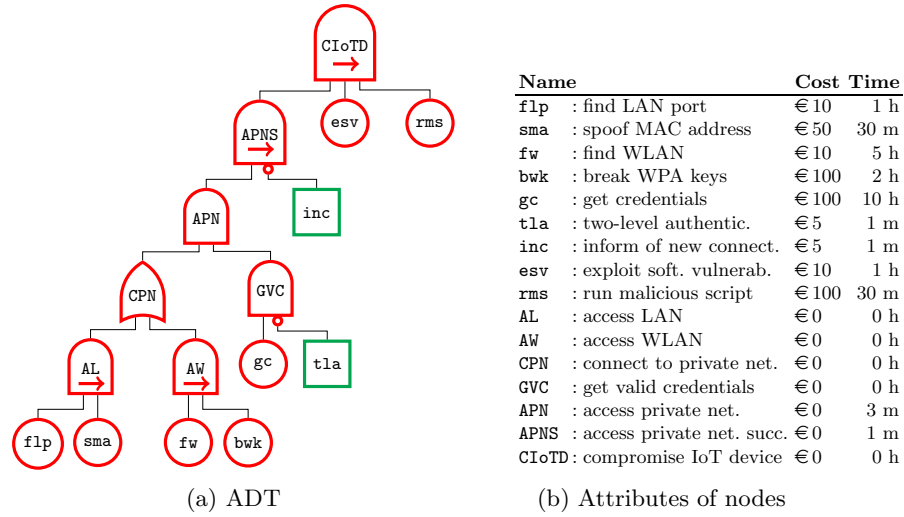 CIoTD
APNS
esv
rms
APN
inc
CPN
GVC
AL
AW
gc
tla
flp
sma
fw
bwk
(a) ADT
Name Cost Time
flp : find LAN port €10 1 h
sma : spoof MAC address €50 30 m
fw : find WLAN €10 5 h
bwk : break WPA keys €100 2 h
gc : get credentials €100 10 h
tla : two-level authentic. €5 1 m
inc : inform of new connect. €5 1 m
esv : exploit soft. vulnerab. €10 1 h
rms : run malicious script €100 30 m
AL : access LAN €0 0 h
AW : access WLAN €0 0 h
CPN : connect to private net. €0 0 h
GVC : get valid credentials €0 0 h
APN : access private net. €0 3 m
APNS : access private net. succ. €0 1 m
CIoTD : compromise IoT device €0 0 h
(b) Attributes of nodes